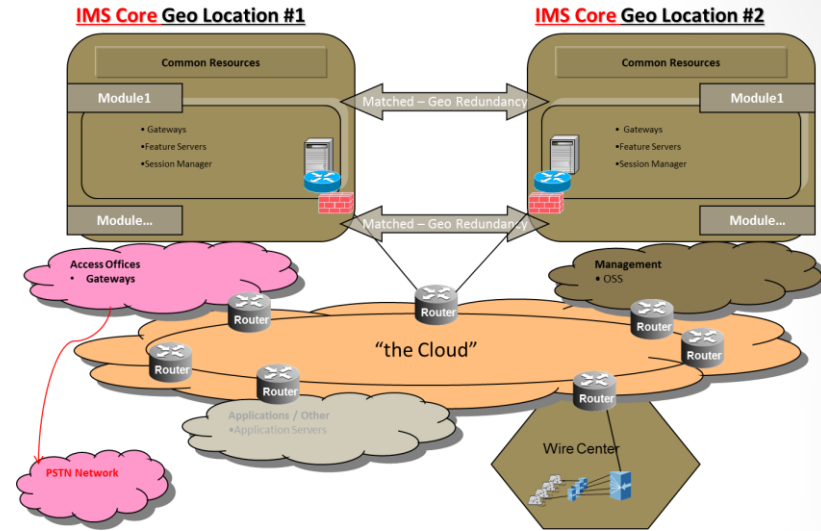 IMS Core Geo Location #1
IMS Core Geo Location #2
Common Resources
Common Resources
Module1
Matched – Geo Redundancy
Module1
• Gateways
•Feature Servers
•Session Manager
• Gateways
•Feature Servers
•Session Manager
Module...
Matched – Geo Redundancy
Module...
Access Offices
• Gateways
Management
• OSS
Router
Router
Router
"the Cloud"
Router
Router
Router
Router
Applications / Other
•Application Servers
Wire Center
PSTN Network